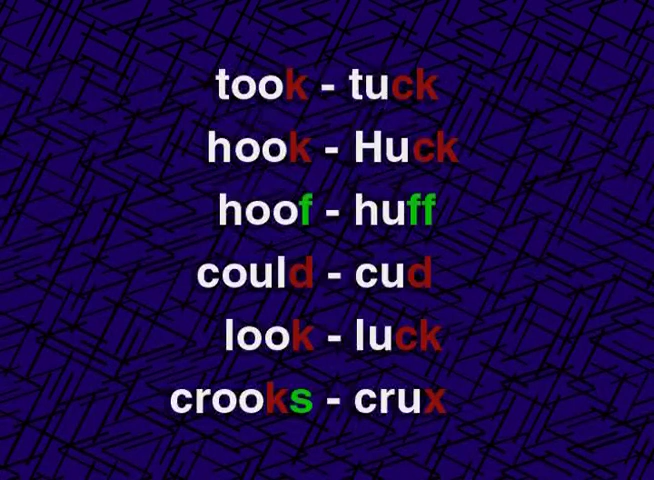 took - tuck
hook - Huck
hoof - huff
could - cud
look - luck
crooks - crux